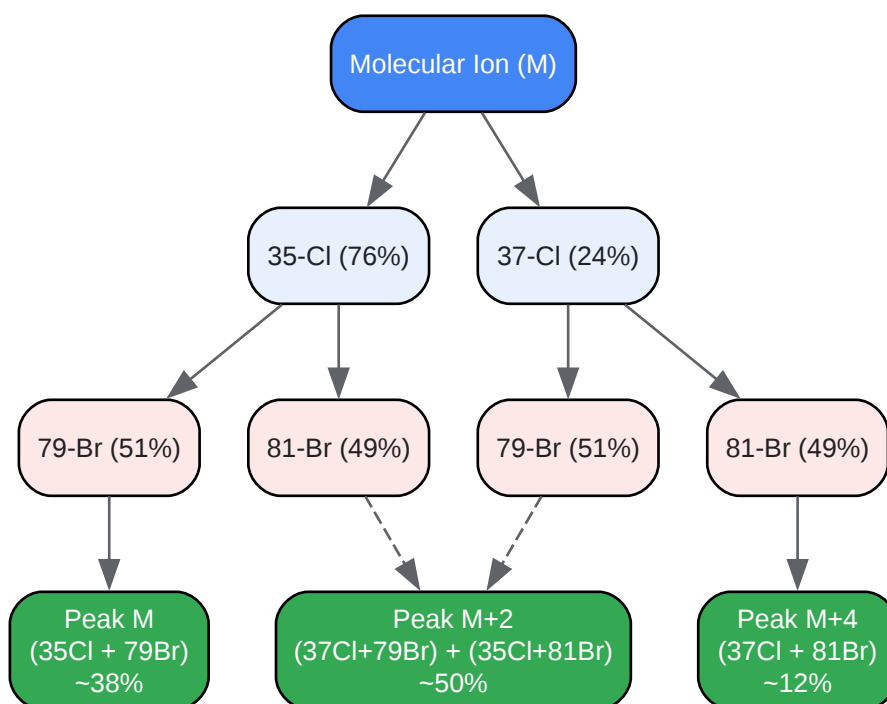 Molecular Ion (M)
35-Cl (76%)
37-Cl (24%)
79-Br (51%)
81-Br (49%)
79-Br (51%)
81-Br (49%)
Peak M
(35Cl + 79Br)
~38%
Peak M+2
(37Cl+79Br) + (35Cl+81Br)
~50%
Peak M+4
(37Cl + 81Br)
~12%